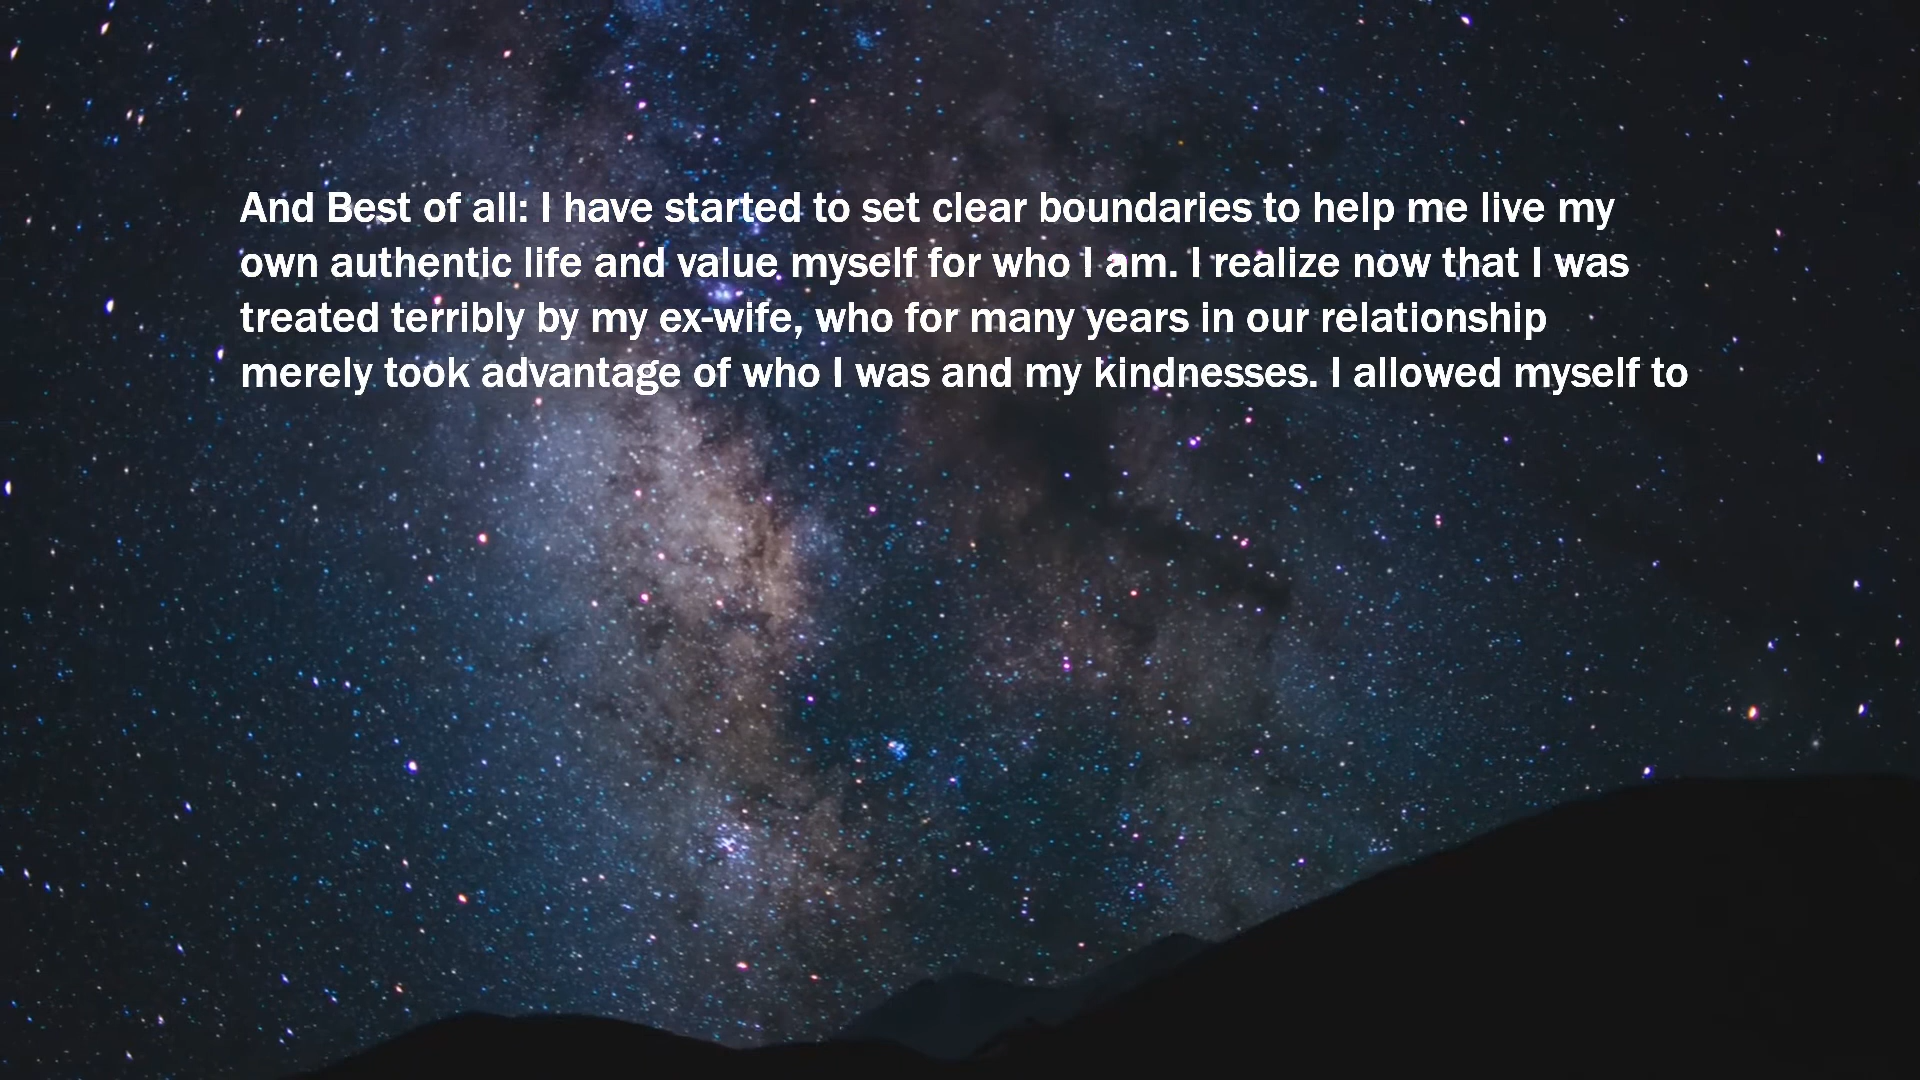 And Best of all: I have started to set clear boundaries to help me live my
own authentic life and value myself for who I am. I realize now that I was
treated terribly by my ex-wife, who for many years in our relationship
merely took advantage of who I was and my kindnesses. I allowed myself to